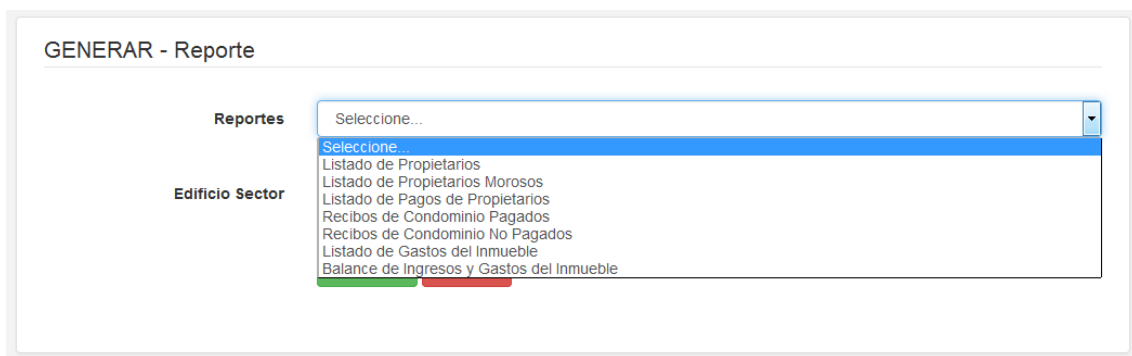 GENERAR - Reporte
Reportes
Seleccione...
Seleccione...
Listado de Propietarios
Listado de Propietarios Morosos
Listado de Pagos de Propietarios
Edificio Sector
Recibos de Condominio Pagados
Recibos de Condominio No Pagados
Listado de Gastos del Inmueble
Balance de Ingresos y Gastos del Inmueble